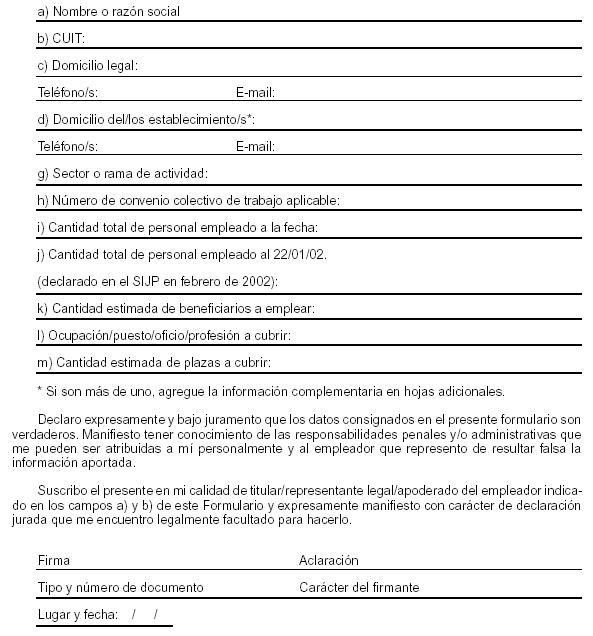 a) Nombre o razón social
b) CUIT:
c) Domicilio legal:
Teléfono/s: E-mail:
d) Domicilio del/los establecimiento/s*:
Teléfono/s: E-mail:
g) Sector o rama de actividad:
h) Número de convenio colectivo de trabajo aplicable:
i) Cantidad total de personal empleado a la fecha:
j) Cantidad total de personal empleado al 22/01/02.
(declarado en el SIJP en febrero de 2002):
k) Cantidad estimada de beneficiarios a emplear:
l) Ocupación/puesto/oficio/profesión a cubrir:
m) Cantidad estimada de plazas a cubrir:
* Si son más de uno, agregue la información complementaria en hojas adicionales.
Declaro expresamente y bajo juramento que los datos consignados en el presente formulario son
verdaderos. Manifiesto tener conocimiento de las responsabilidades penales y/o administrativas que
me pueden ser atribuidas a mí personalmente y al empleador que represento de resultar falsa la
información aportada.
Suscribo el presente en mi calidad de titular/representante legal/apoderado del empleador indica-
do en los campos a) y b) de este Formulario y expresamente manifiesto con carácter de declaración
jurada que me encuentro legalmente facultado para hacerlo.
Firma Aclaración
Tipo y número de documento Carácter del firmante
Lugar y fecha: / /